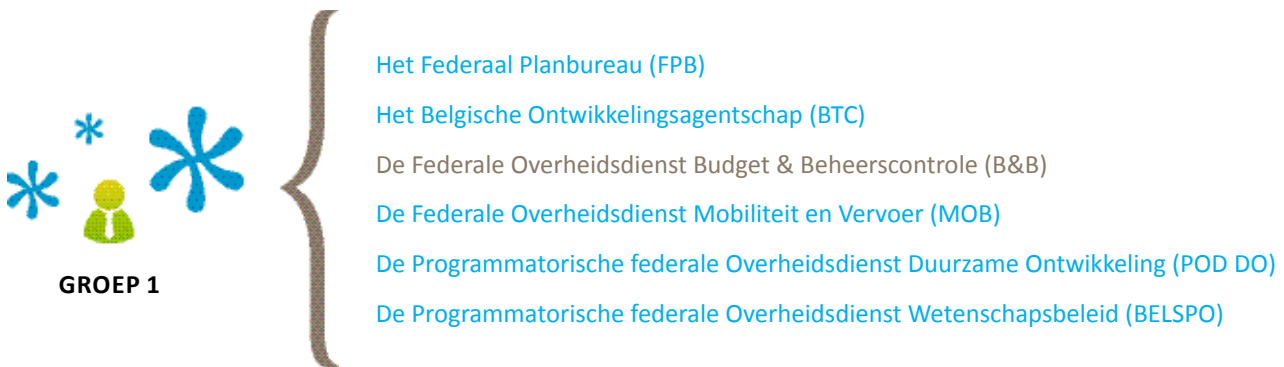 Het Federaal Planbureau (FPB)
Het Belgische Ontwikkelingsagentschap (BTC)
De Federale Overheidsdienst Budget & Beheerscontrole (B&B)
De Federale Overheidsdienst Mobiliteit en Vervoer (MOB)
De Programmatorische federale Overheidsdienst Duurzame Ontwikkeling (POD DO)
De Programmatorische federale Overheidsdienst Wetenschapsbeleid (BELSPO)
GROEP 1